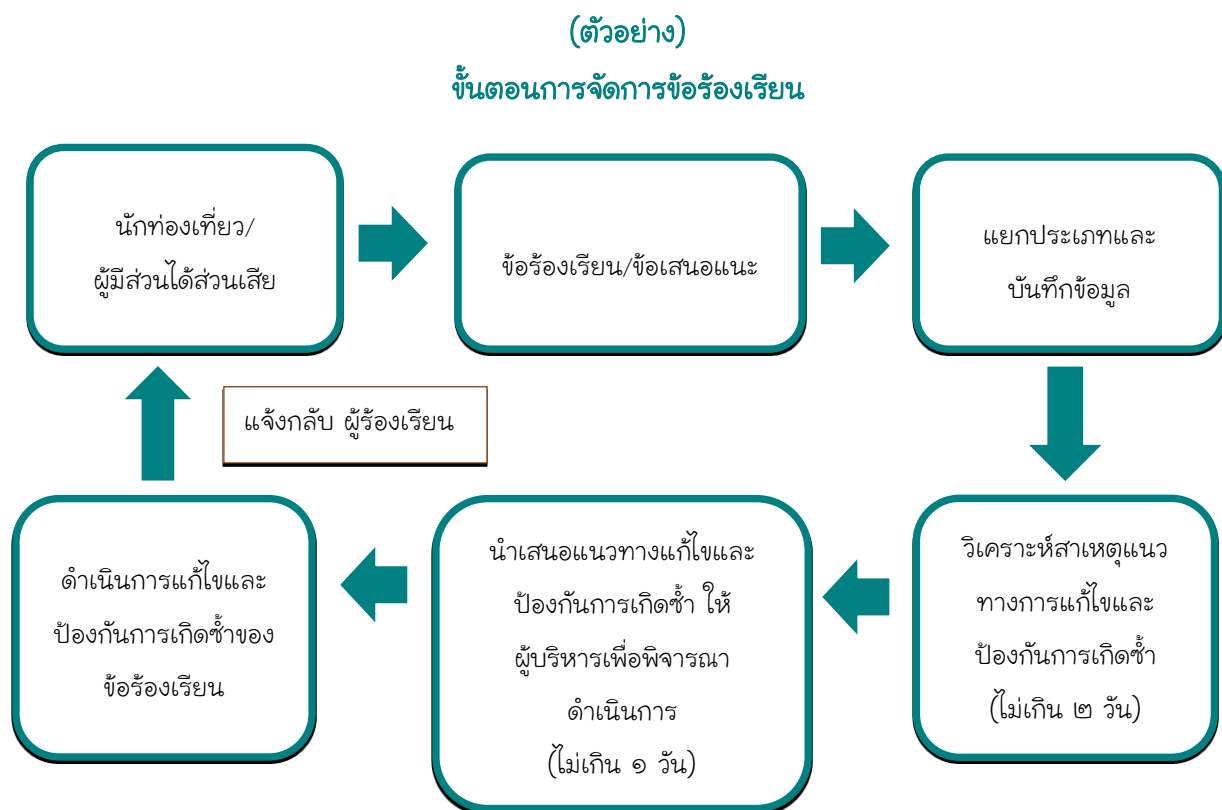 (ตัวอย่าง)
ขั้นตอนการจัดการข้อร้องเรียน
นักท่องเที่ยว/
ผู้มีส่วนได้ส่วนเสีย
ข้อร้องเรียน/ข้อเสนอแนะ
แยกประเภทและ
บันทึกข้อมูล
แจ้งกลับ ผู้ร้องเรียน
วิเคราะห์สาเหตุแนว
ทางการแก้ไขและ
ป้องกันการเกิดซ้ำ
(ไม่เกิน ๒ วัน)
นำเสนอแนวทางแก้ไขและ
ป้องกันการเกิดซ้ำ ให้
ผู้บริหารเพื่อพิจารณา
ดำเนินการ
(ไม่เกิน ๑ วัน)
ดำเนินการแก้ไขและ
ป้องกันการเกิดซ้ำของ
ข้อร้องเรียน